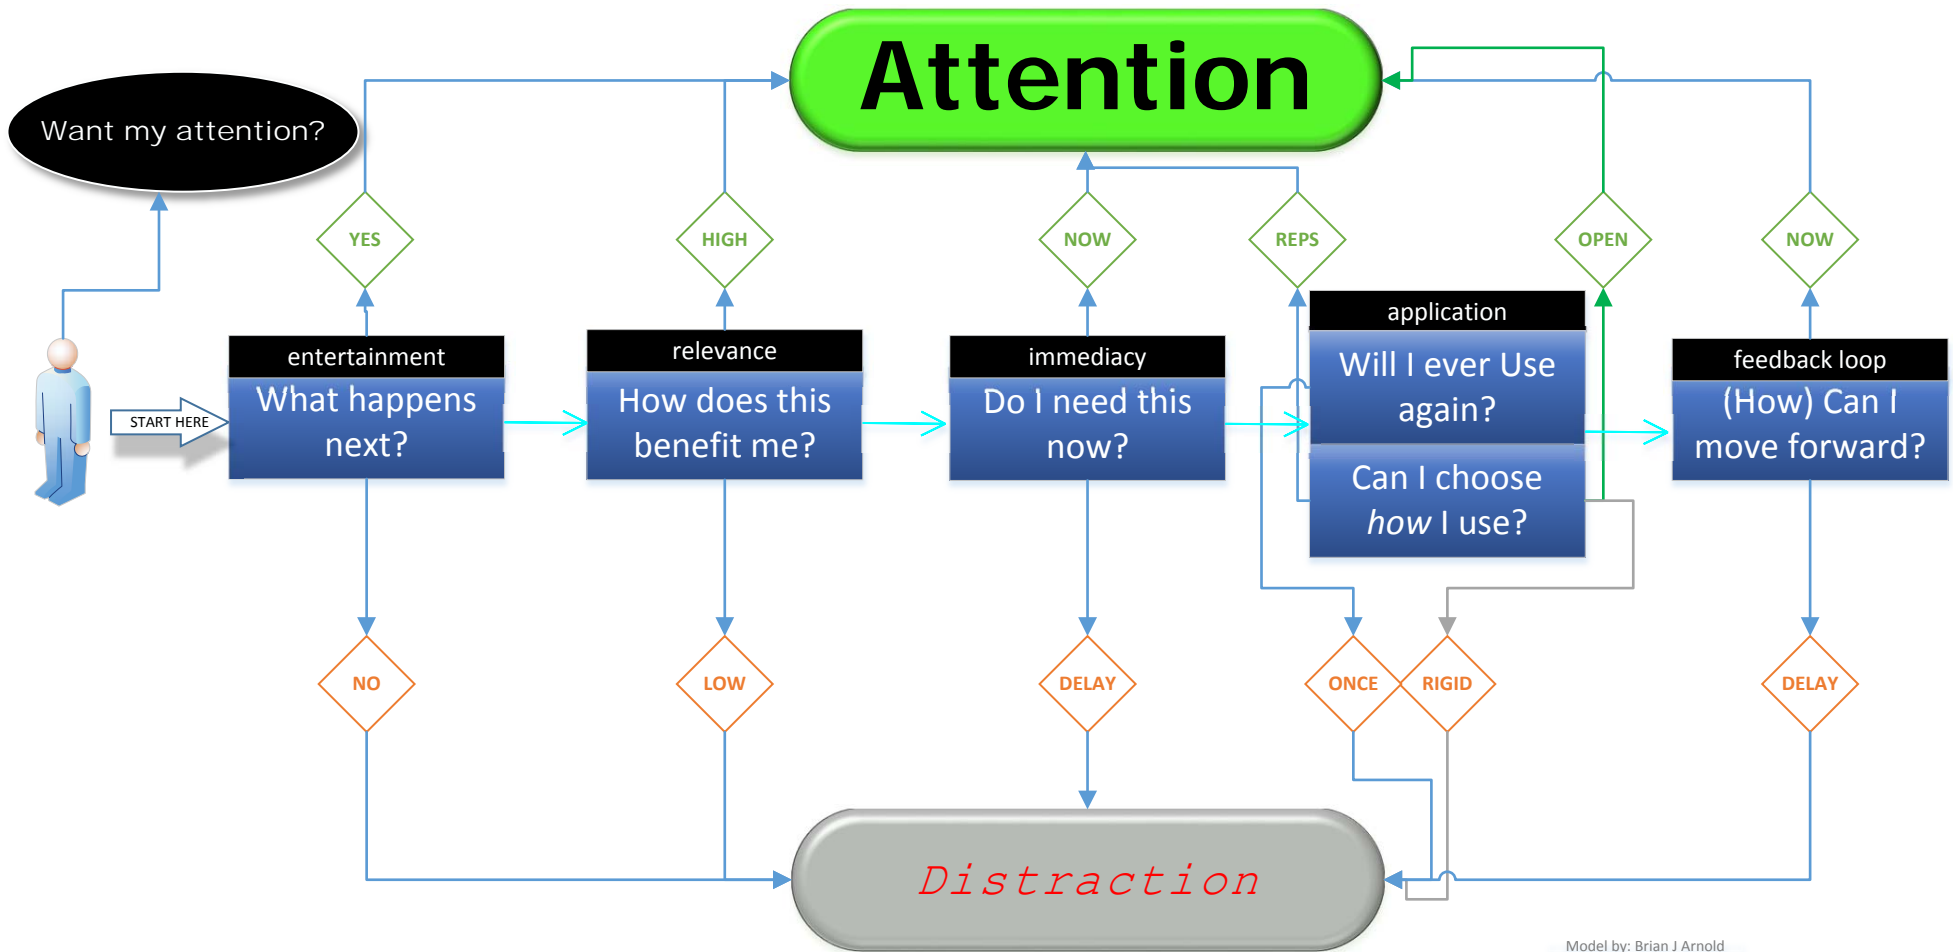 Attention
Want my attention?
YES
HIGH
NOW
REPS
OPEN
NOW
START HERE
entertainment
What happens
next?
relevance
How does this
benefit me?
immediacy
Do I need this
now?
application
Will I ever Use
again?
Can I choose
how I use?
feedback loop
(How) Can I
move forward?
NO
LOW
DELAY
ONCE
RIGID
DELAY
Distraction
Model by: Brian J Arnold